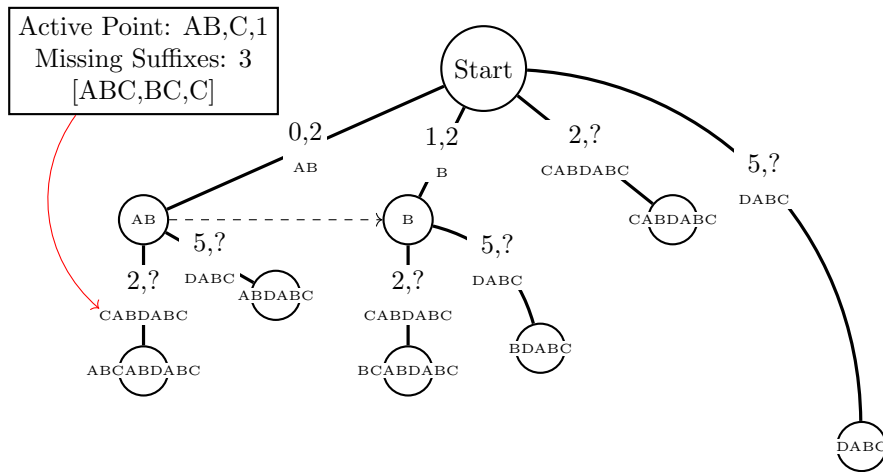 Active Point: AB,C,1
Missing Suffixes: 3
[ABC,BC,C]
Start
0,2
AB
1,2
B
2,?
CABDABC
5,?
DABC
AB
B
CABDABC
5,?
DABC
5,?
DABC
2,?
CABDABC
2,?
CABDABC
ABDABC
BDABC
ABCABDABC
BCABDABC
DABC